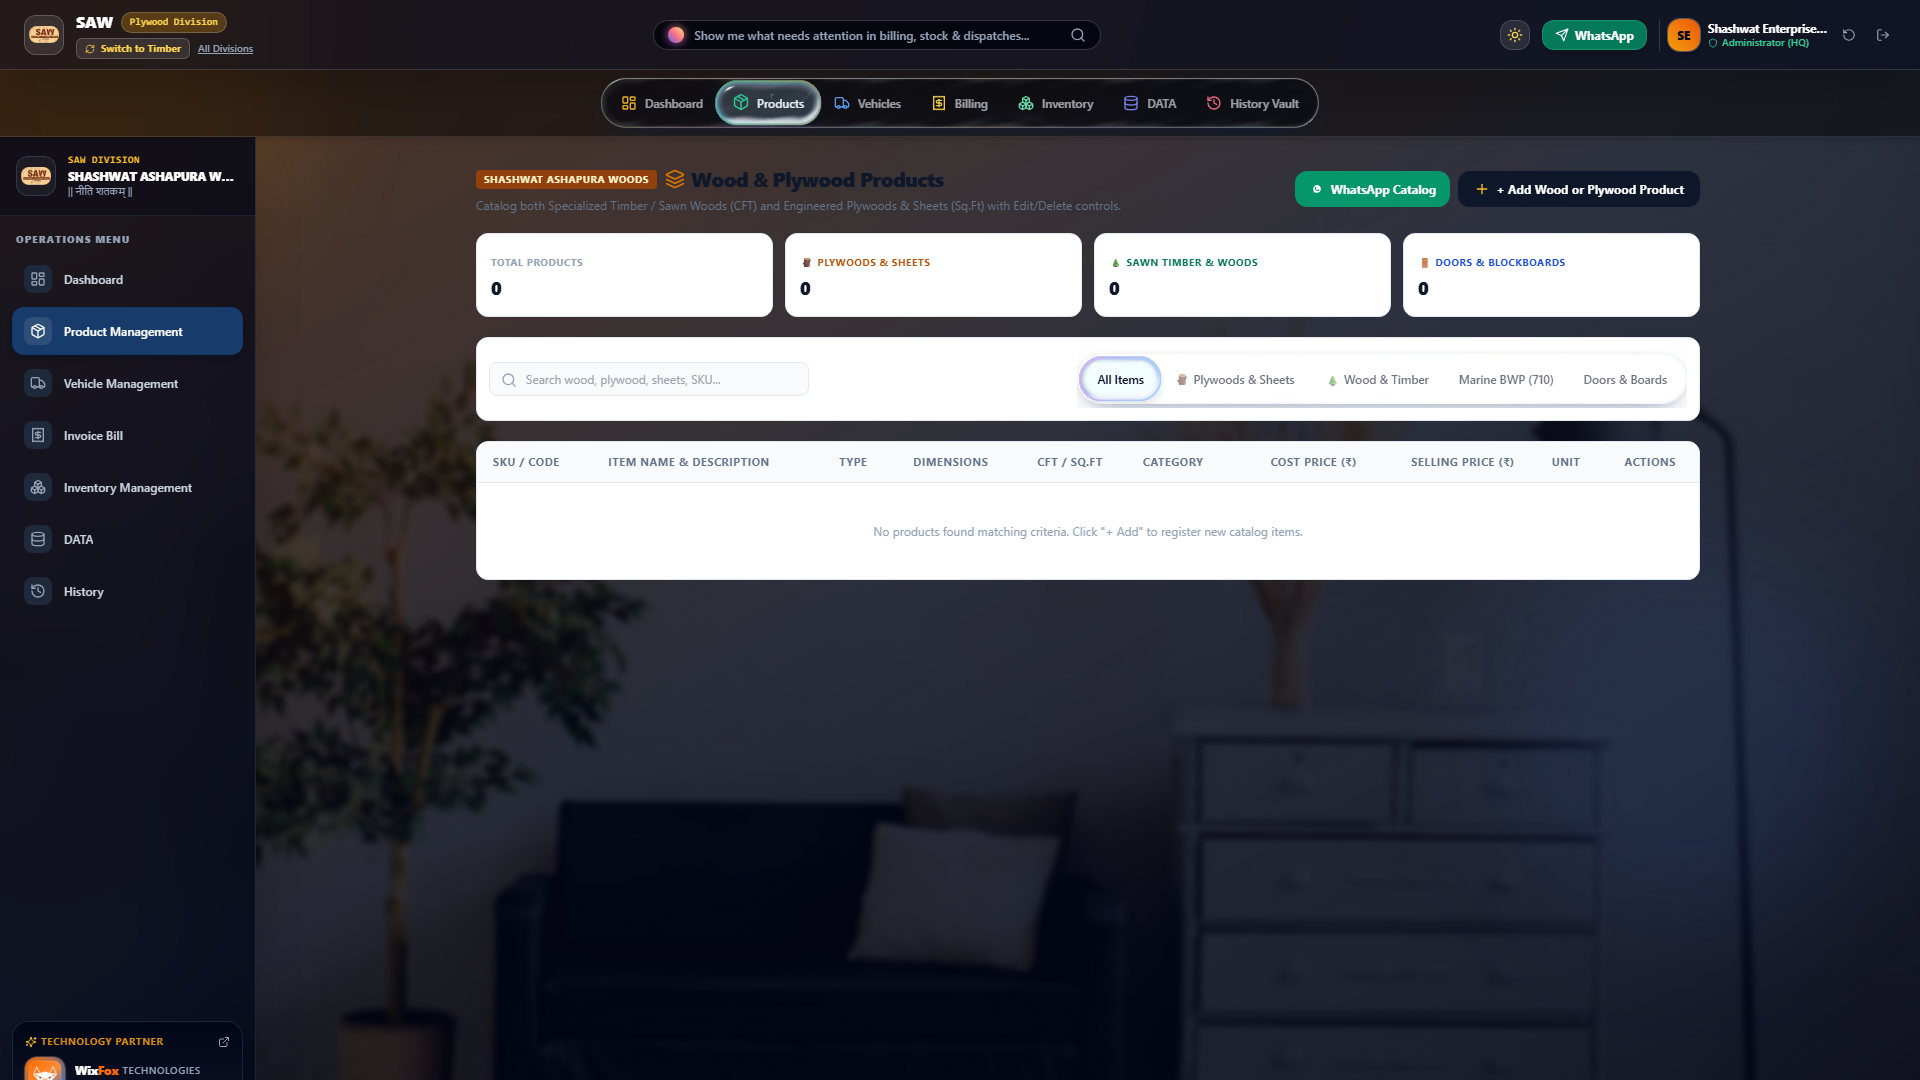 SAW
SAW Plywood Division
Switch to Timber All Divisions
Show me what needs attention in billing, stock & dispatches...
WhatsApp
SE
Shashwat Enterprise...
Administrator (HQ)
Dashboard Products Vehicles Billing Inventory DATA History Vault
SAW
SAW DIVISION
SHASHWAT ASHAPURA W...
|| नीति शतकम् ||
OPERATIONS MENU
Dashboard
Product Management
Vehicle Management
Invoice Bill
Inventory Management
DATA
History
TECHNOLOGY PARTNER
WixFox TECHNOLOGIES
SHASHWAT ASHAPURA WOODS Wood & Plywood Products
Catalog both Specialized Timber / Sawn Woods (CFT) and Engineered Plywoods & Sheets (Sq.Ft) with Edit/Delete controls.
WhatsApp Catalog + Add Wood or Plywood Product
TOTAL PRODUCTS
0
PLYWOODS & SHEETS
0
SAWN TIMBER & WOODS
0
DOORS & BLOCKBOARDS
0
Search wood, plywood, sheets, SKU...
All Items Plywoods & Sheets Wood & Timber Marine BWP (710) Doors & Boards
SKU / CODE ITEM NAME & DESCRIPTION TYPE DIMENSIONS CFT / SQ.FT CATEGORY COST PRICE (₹) SELLING PRICE (₹) UNIT ACTIONS
No products found matching criteria. Click "+ Add" to register new catalog items.